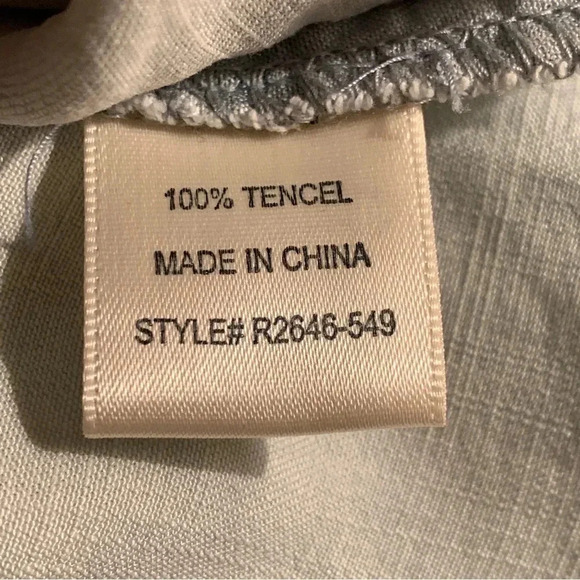 100% TENCEL
MADE IN CHINA
STYLE# R2646-549